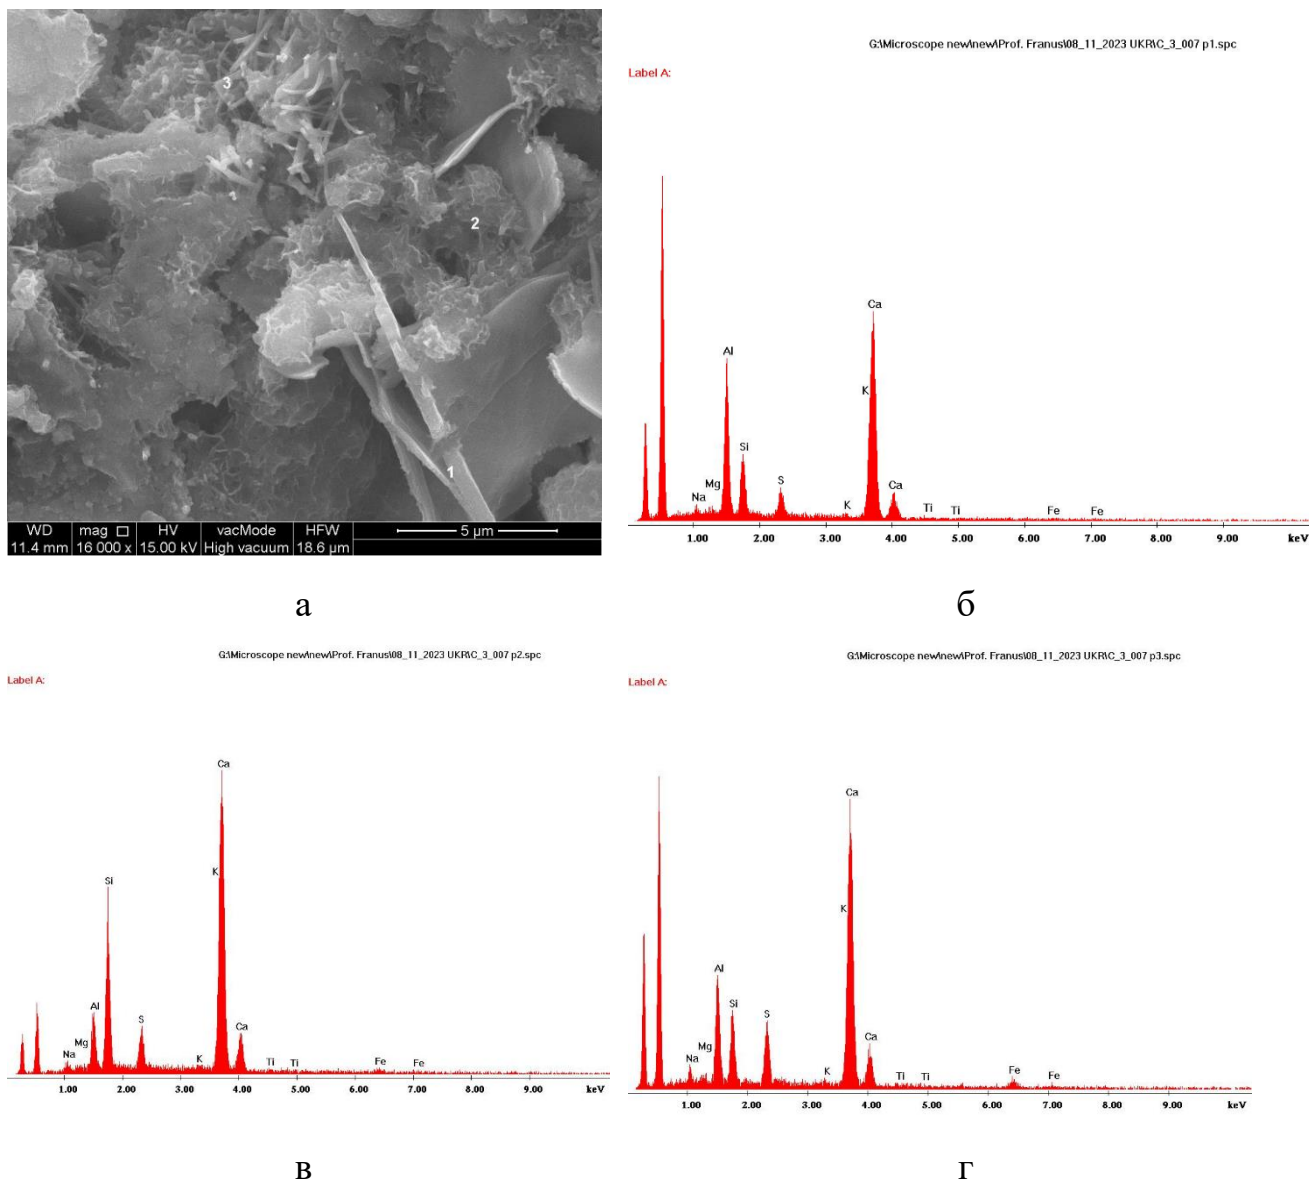 3
2
1
WD mag □ HV vacMode HFW
11.4 mm 16 000 x 15.00 kV High vacuum 18.6 µm 5 µm
а
G:\Microscope new\new\Prof. Franus\08_11_2023 UKR\C_3_007 p1.spc
Label A:
Ca
Al
K
Si
S
Mg
Na
K
Ca
Ti
Ti
Fe
Fe
1.00 2.00 3.00 4.00 5.00 6.00 7.00 8.00 9.00 keV
б
G:\Microscope new\new\Prof. Franus\08_11_2023 UKR\C_3_007 p2.spc
Label A:
Ca
K
Si
Al
S
Mg
Na
K
Ca
Ti
Ti
Fe
Fe
1.00 2.00 3.00 4.00 5.00 6.00 7.00 8.00 9.00 keV
в
G:\Microscope new\new\Prof. Franus\08_11_2023 UKR\C_3_007 p3.spc
Label A:
Ca
K
Al
Si
S
Mg
Na
K
Ca
Ti
Ti
Fe
Fe
1.00 2.00 3.00 4.00 5.00 6.00 7.00 8.00 9.00 keV
г